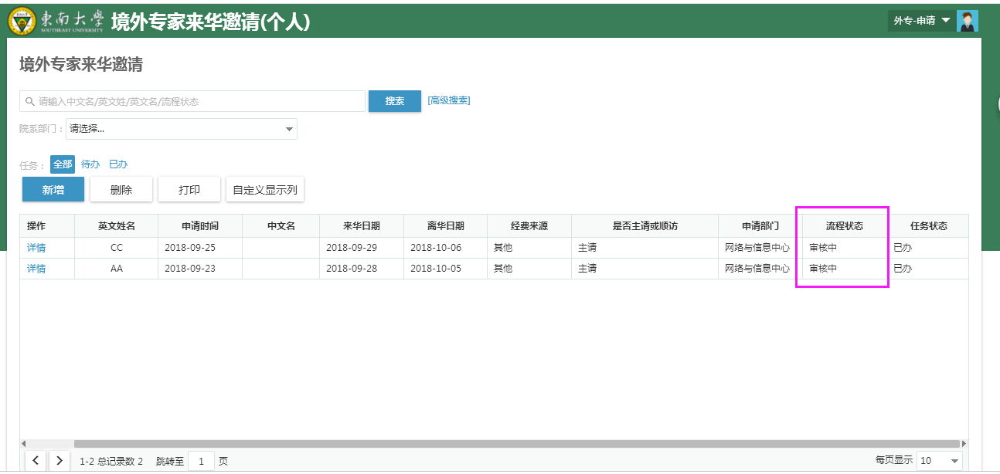 東南大學 境外专家来华邀请(个人) 外专-申请
SOUTHEAST UNIVERSITY
境外专家来华邀请
请输入中文名/英文姓/英文名/流程状态 搜索 [高级搜索]
院系部门： 请选择...
任务： 全部 待办 已办
新增 删除 打印 自定义显示列
操作 英文姓名 申请时间 中文名 来华日期 离华日期 经费来源 是否主请或顺访 申请部门 流程状态 任务状态
详情 CC 2018-09-25 2018-09-29 2018-10-06 其他 主请 网络与信息中心 审核中 已办
详情 AA 2018-09-23 2018-09-28 2018-10-05 其他 主请 网络与信息中心 审核中 已办
1-2 总记录数 2 跳转至 1 页 每页显示 10